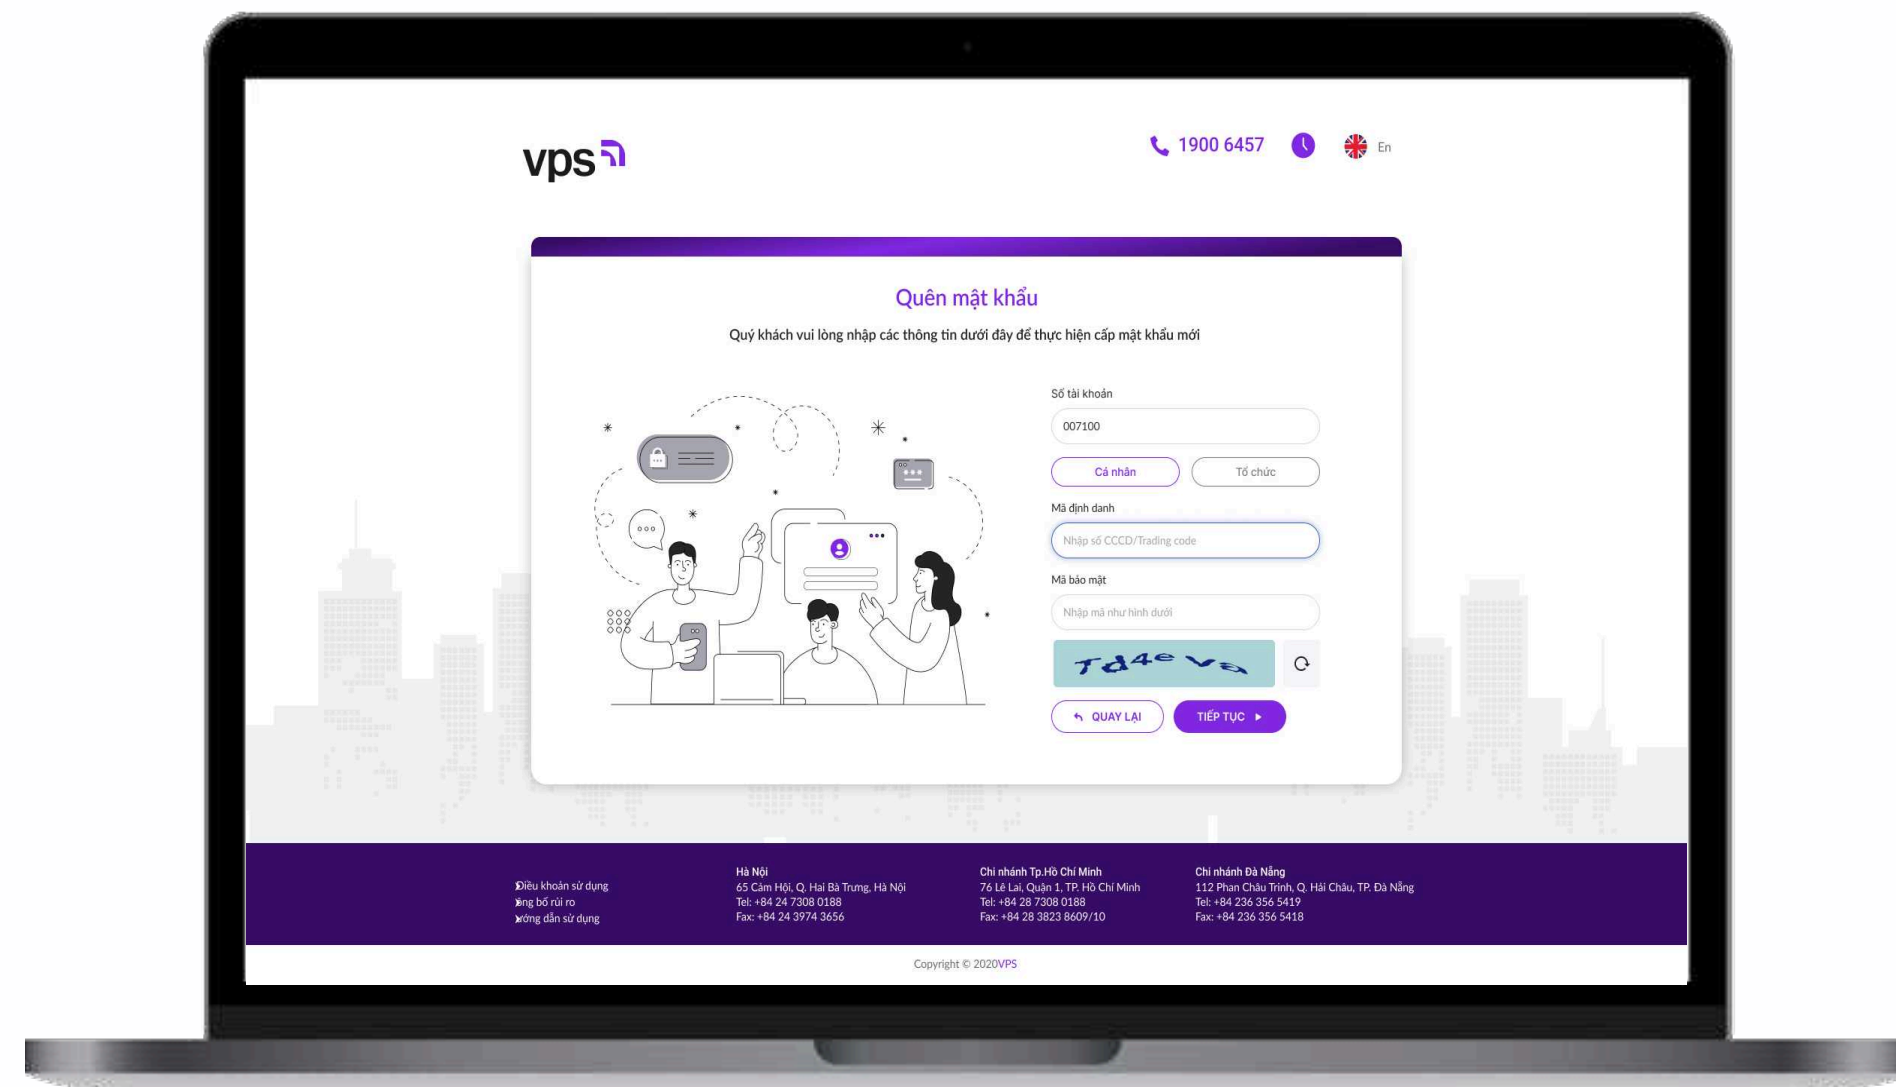 vps
1900 6457
En
Quên mật khẩu
Quý khách vui lòng nhập các thông tin dưới đây để thực hiện cấp mật khẩu mới
Số tài khoản
007100
Cá nhân
Tổ chức
Mã định danh
Nhập số CCCD/Trading code
Mã bảo mật
Nhập mã như hình dưới
Td4eva
QUAY LẠI
TIẾP TỤC
Điều khoản sử dụng
bố rủi ro
dẫn sử dụng
Hà Nội
65 Cảm Hội, Q. Hai Bà Trưng, Hà Nội
Tel: +84 24 7308 0188
Fax: +84 24 3974 3656
Chi nhánh Tp.Hồ Chí Minh
76 Lê Lai, Quận 1, TP. Hồ Chí Minh
Tel: +84 28 7308 0188
Fax: +84 28 3823 8609/10
Chi nhánh Đà Nẵng
112 Phan Châu Trinh, Q. Hải Châu, TP. Đà Nẵng
Tel: +84 236 356 5419
Fax: +84 236 356 5418
Copyright © 2020VPS